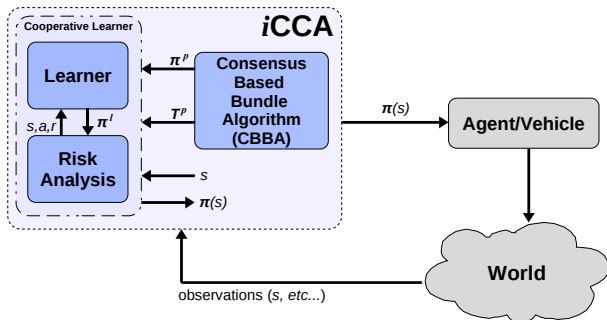 Cooperative Learner
iCCA
Learner
s,a,r
π^l
Risk
Analysis
π^p
T^p
s
π(s)
Consensus
Based
Bundle
Algorithm
(CBBA)
π(s)
Agent/Vehicle
World
observations (s, etc...)